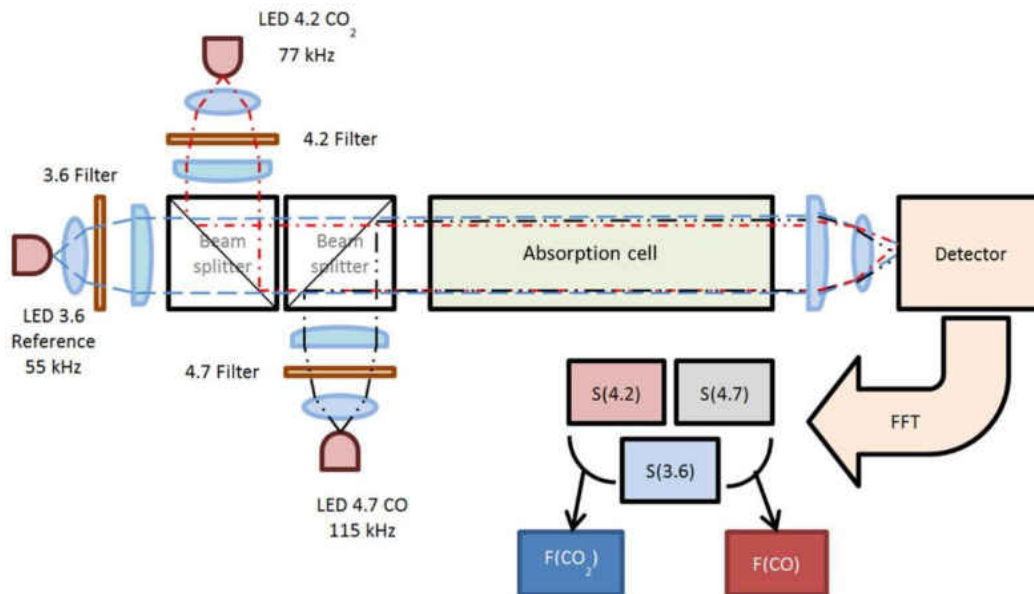 LED 4.2 CO₂
77 kHz
4.2 Filter
3.6 Filter
Beam
splitter
Beam
splitter
Absorption cell
Detector
LED 3.6
Reference
55 kHz
4.7 Filter
LED 4.7 CO
115 kHz
S(4.2)
S(4.7)
FFT
S(3.6)
F(CO₂)
F(CO)